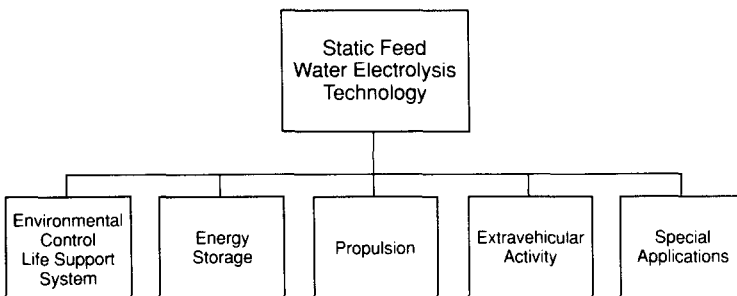 Static Feed
Water Electrolysis
Technology
Environmental
Control
Life Support
System
Energy
Storage
Propulsion
Extravehicular
Activity
Special
Applications